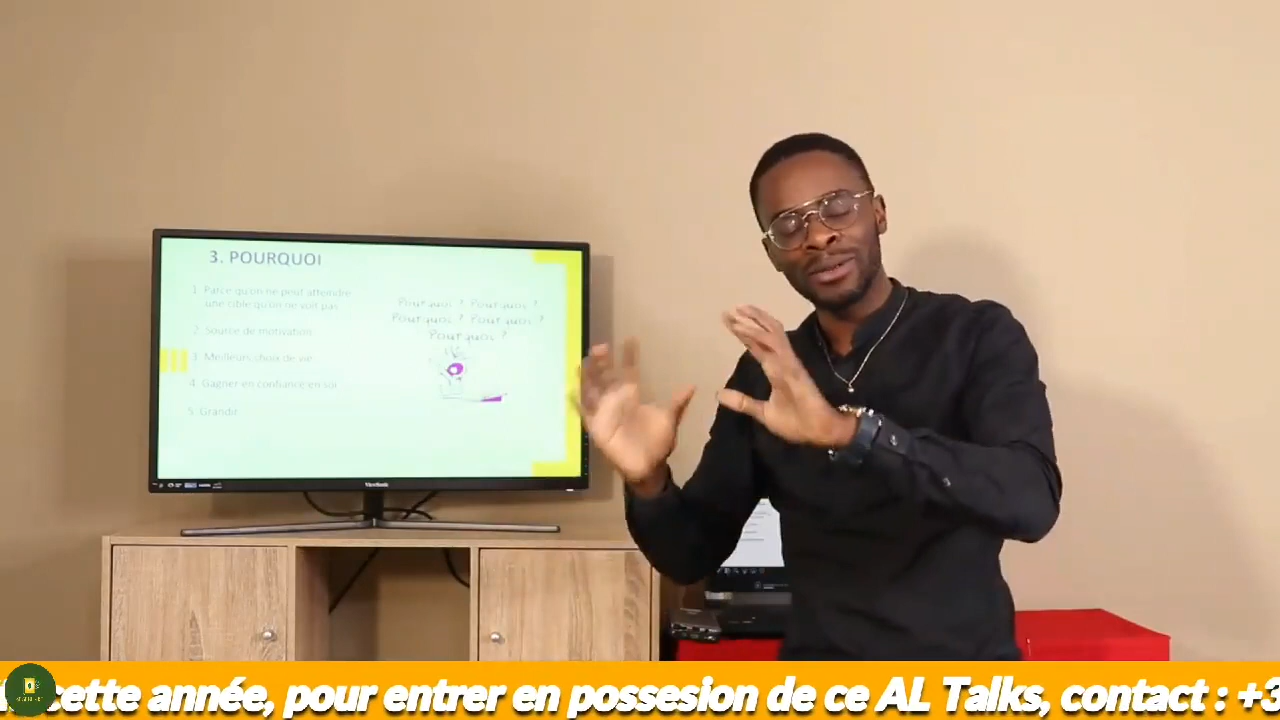 3. POURQUOI
1. Parce qu'on ne peut atteindre
une cible qu'on ne voit pas
2. Source de motivation
3. Meilleurs choix de vie
4. Gagner en confiance en soi
5. Grandir
Pourquoi ? Pourquoi ?
Pourquoi ? Pourquoi ?
Pourquoi ?
ViewSonic
cette année, pour entrer en possesion de ce AL Talks, contact : +3